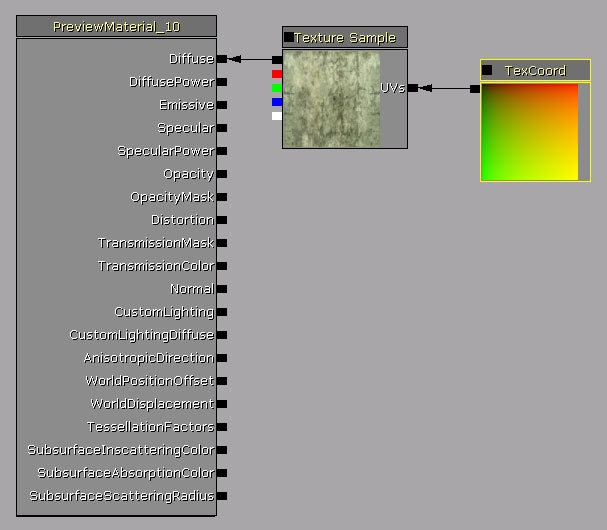 PreviewMaterial_10
Diffuse
DiffusePower
Emissive
Specular
SpecularPower
Opacity
OpacityMask
Distortion
TransmissionMask
TransmissionColor
Normal
CustomLighting
CustomLightingDiffuse
AnisotropicDirection
WorldPositionOffset
WorldDisplacement
TessellationFactors
SubsurfaceInscatteringColor
SubsurfaceAbsorptionColor
SubsurfaceScatteringRadius
Texture Sample
UVs
TexCoord